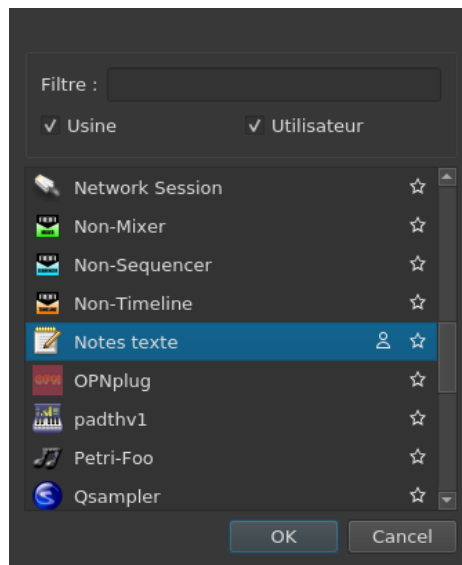 Filtre :
✓ Usine ✓ Utilisateur
Network Session
Non-Mixer
Non-Sequencer
Non-Timeline
Notes texte
OPNplug
padthv1
Petri-Foo
Qsampler
OK Cancel